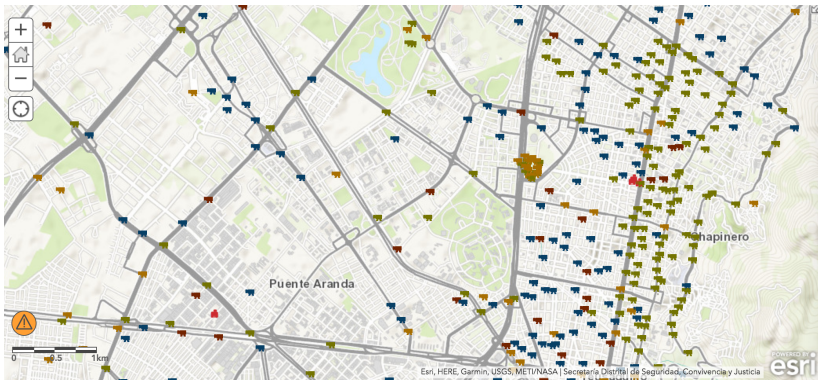 +
−
hapinero
Puente Aranda
0 0.5 1km
POWERED BY
esri
Esri, HERE, Garmin, USGS, METI/NASA | Secretaría Distrital de Seguridad, Convivencia y Justicia